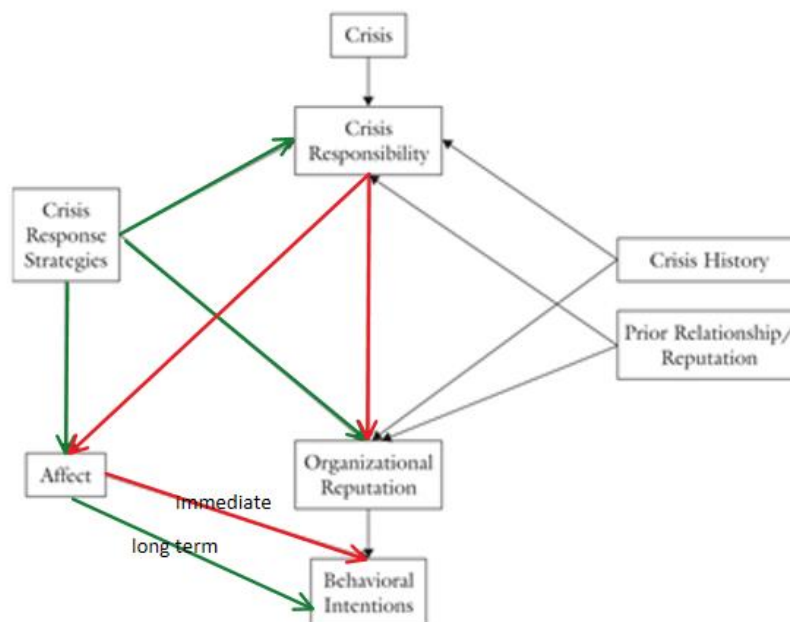 Crisis
Crisis
Responsibility
Crisis
Response
Strategies
Crisis History
Prior Relationship/
Reputation
Affect
Organizational
Reputation
immediate
long term
Behavioral
Intentions